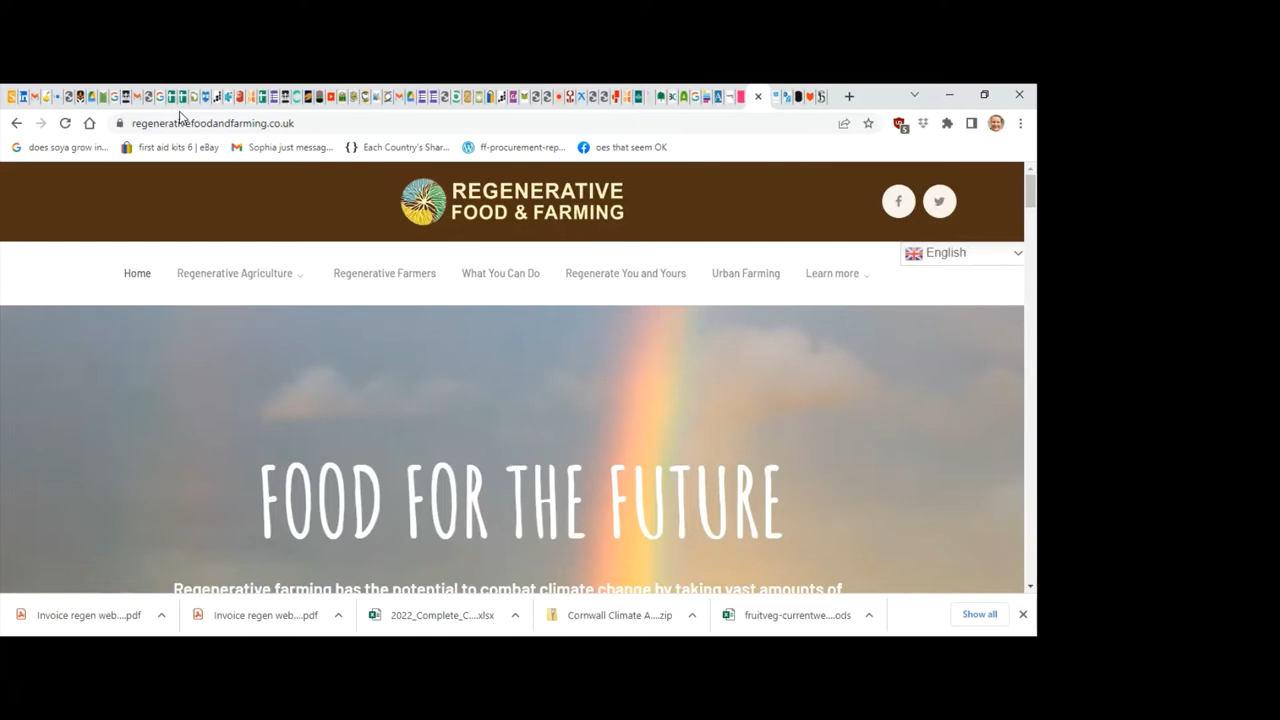 regenerativefoodandfarming.co.uk
does soya grow in...
first aid kits 6 | eBay
Sophia just messag...
Each Country's Shar...
ff-procurement-rep...
oes that seem OK
REGENERATIVE
FOOD & FARMING
English
Home
Regenerative Agriculture
Regenerative Farmers
What You Can Do
Regenerate You and Yours
Urban Farming
Learn more
FOOD FOR THE FUTURE
Regenerative farming has the potential to combat climate change by taking vast amounts of
Invoice regen web....pdf
Invoice regen web....pdf
2022_Complete_C....xlsx
Cornwall Climate A....zip
fruitveg-currentwe....ods
Show all